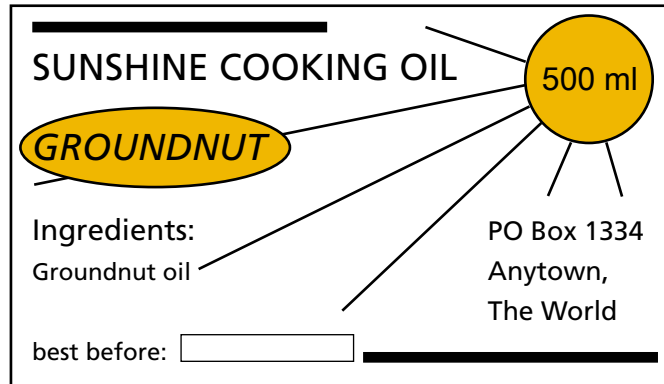 SUNSHINE COOKING OIL
500 ml
GROUNDNUT
Ingredients:
Groundnut oil
PO Box 1334
Anytown,
The World
best before: